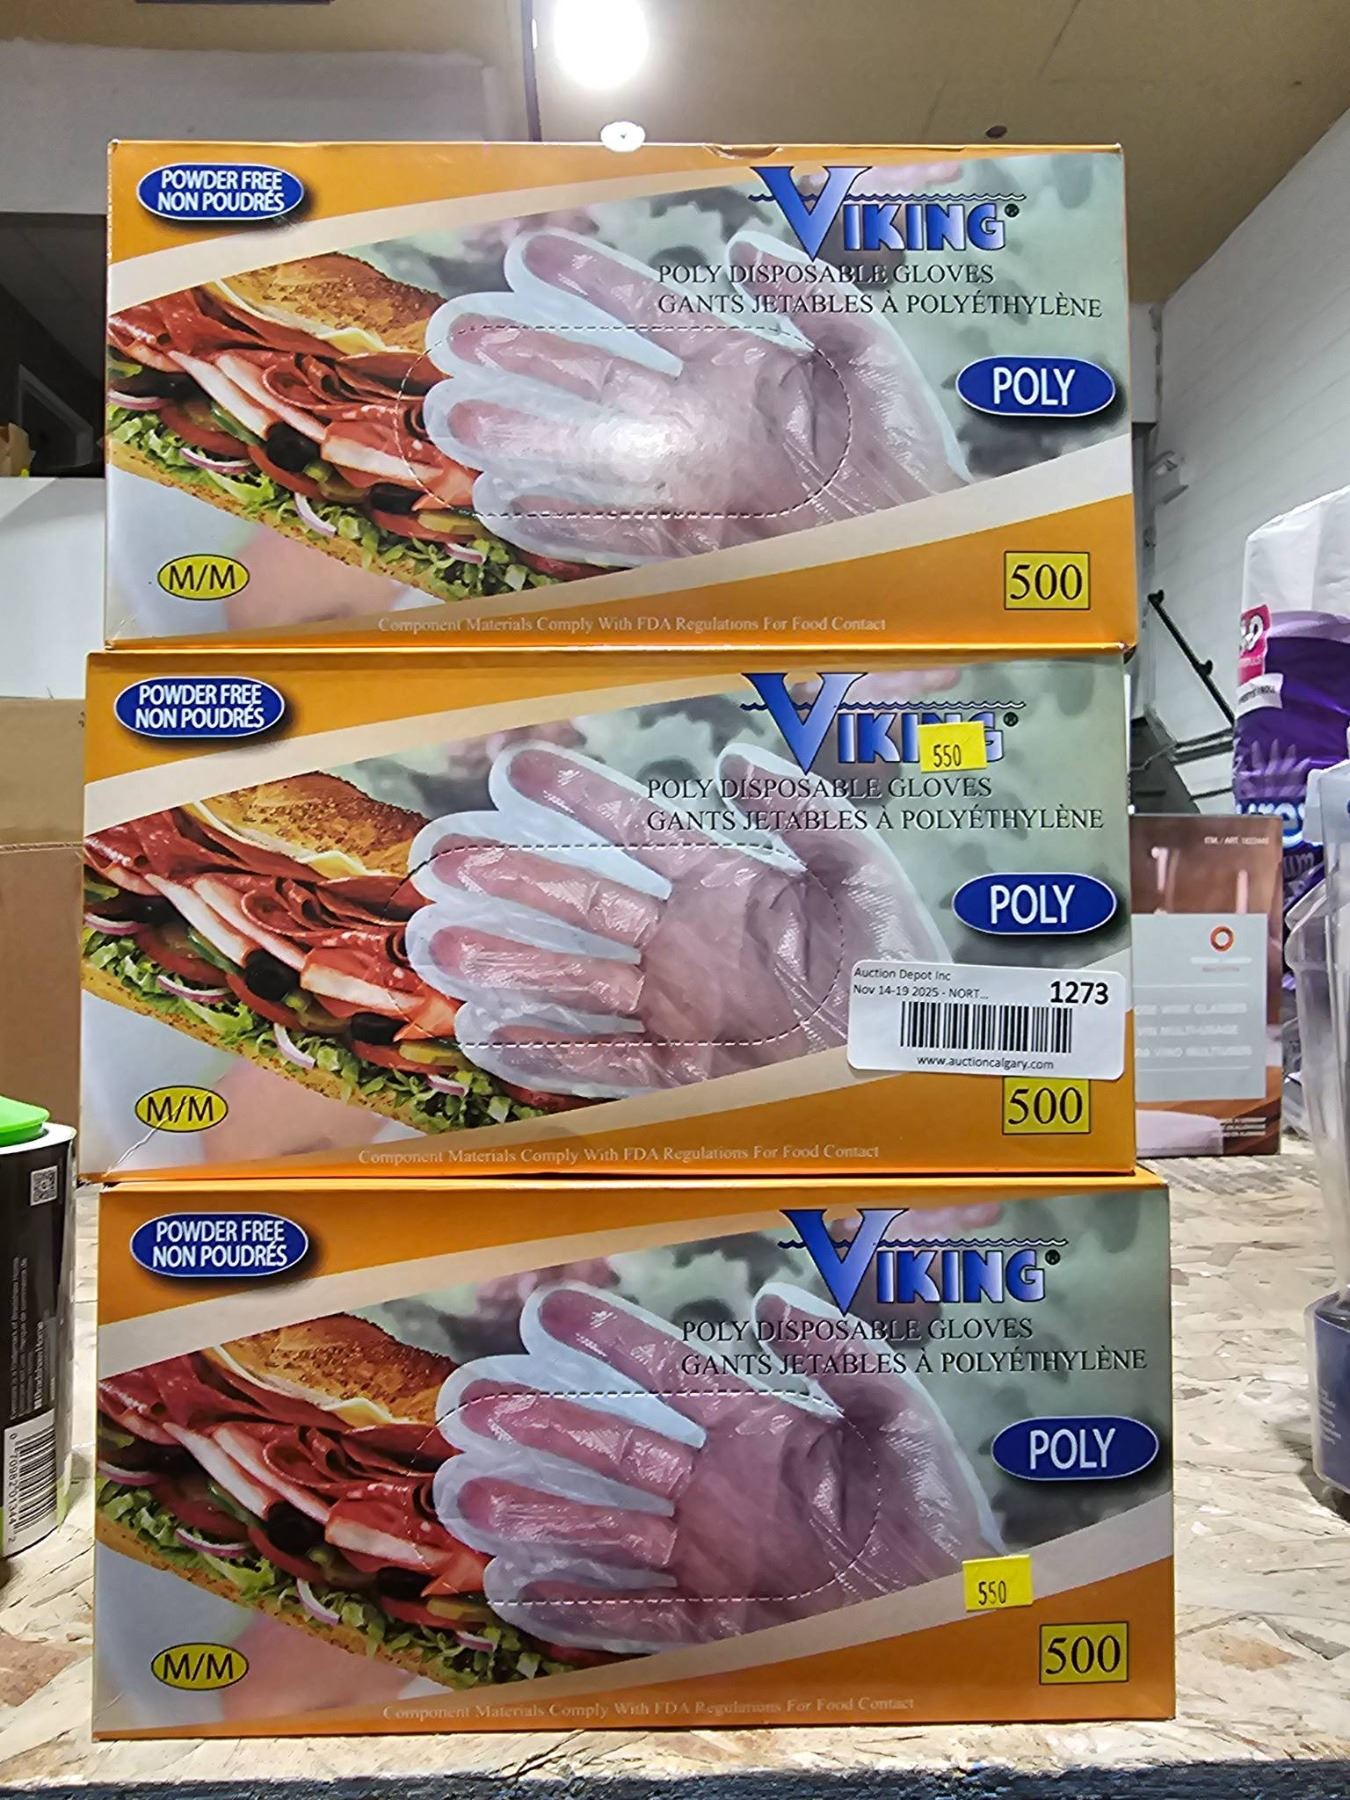 POWDER FREE
NON POUDRÉS
VIKING®
POLY DISPOSABLE GLOVES
GANTS JETABLES À POLYÉTHYLÈNE
POLY
M/M
500
Component Materials Comply With FDA Regulations For Food Contact
POWDER FREE
NON POUDRÉS
VIKING®
550
POLY DISPOSABLE GLOVES
GANTS JETABLES À POLYÉTHYLÈNE
POLY
Auction Depot Inc
Nov 14-19 2025 - NORT...
1273
www.auctioncalgary.com
M/M
500
Component Materials Comply With FDA Regulations For Food Contact
POWDER FREE
NON POUDRÉS
VIKING®
POLY DISPOSABLE GLOVES
GANTS JETABLES À POLYÉTHYLÈNE
POLY
550
M/M
500
Component Materials Comply With FDA Regulations For Food Contact